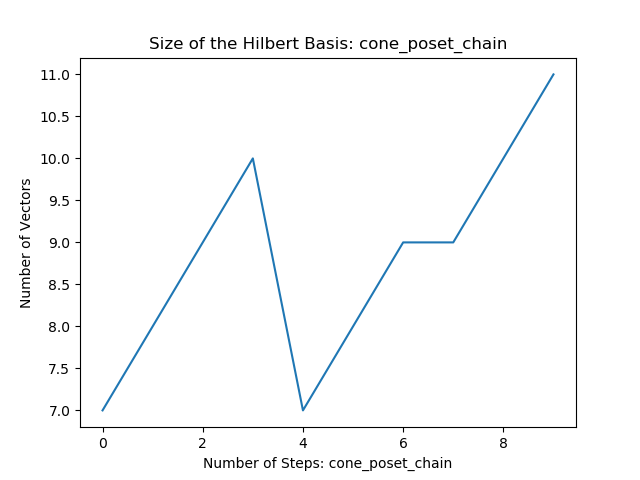 Size of the Hilbert Basis: cone_poset_chain
11.0
10.5
10.0
9.5
9.0
8.5
8.0
7.5
7.0
Number of Vectors
0 2 4 6 8
Number of Steps: cone_poset_chain